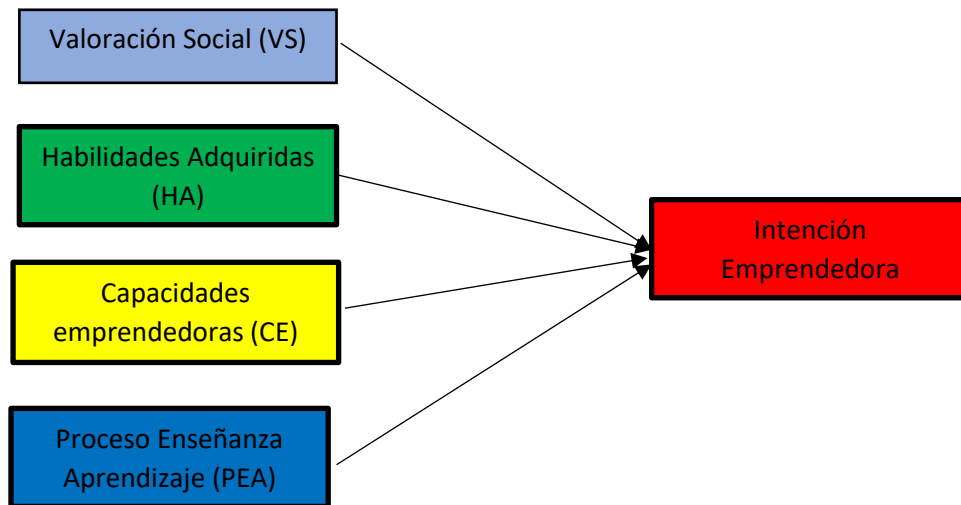 Valoración Social (VS)
Habilidades Adquiridas
(HA)
Capacidades
emprendedoras (CE)
Proceso Enseñanza
Aprendizaje (PEA)
Intención
Emprendedora